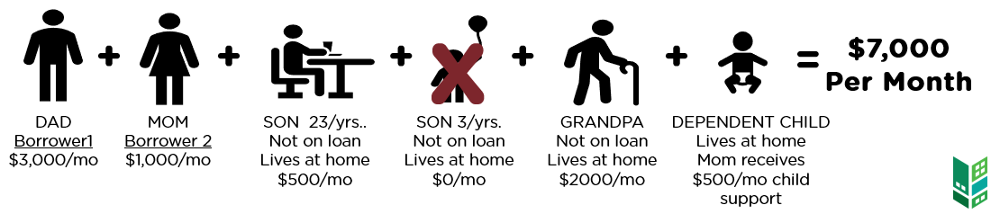 DAD
Borrower1
$3,000/mo
MOM
Borrower 2
$1,000/mo
SON 23/yrs..
Not on loan
Lives at home
$500/mo
SON 3/yrs.
Not on loan
Lives at home
$0/mo
GRANDPA
Not on loan
Lives at home
$2000/mo
DEPENDENT CHILD
Lives at home
Mom receives
$500/mo child
support
$7,000
Per Month